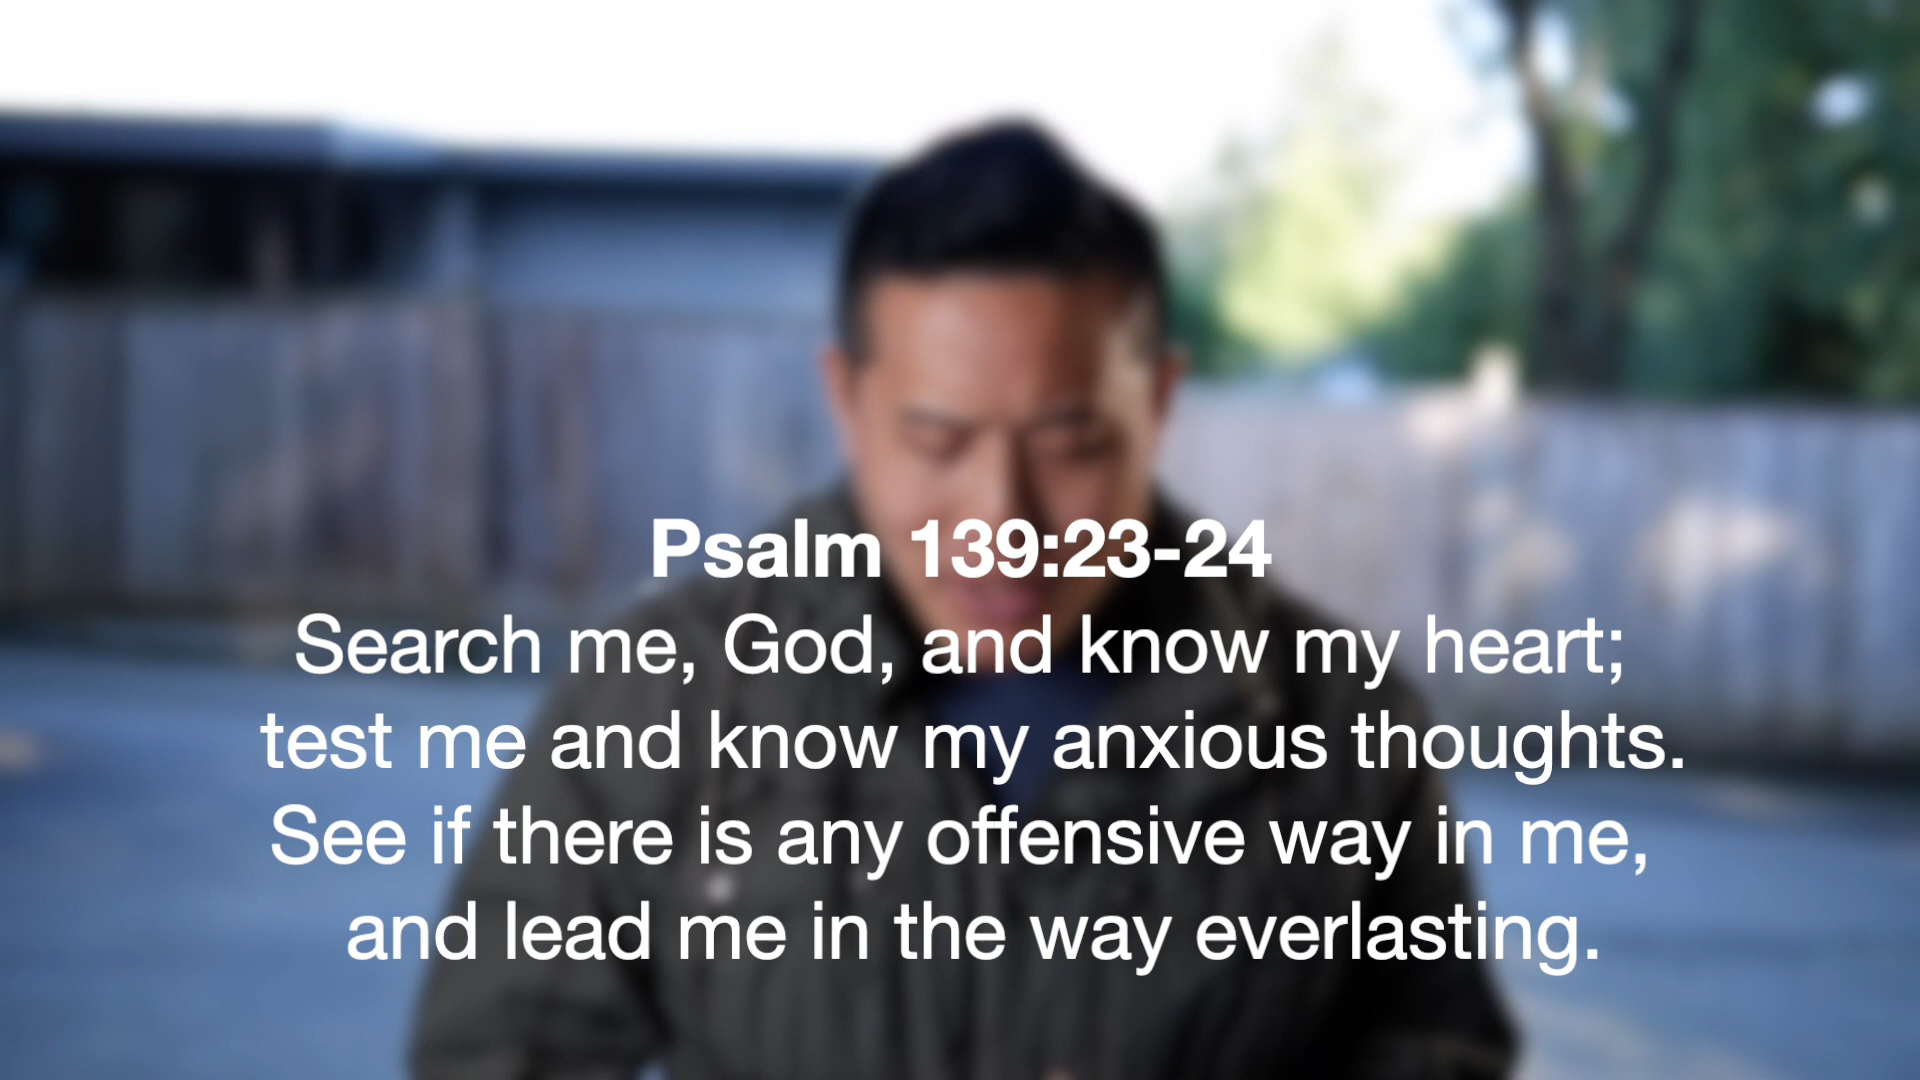 Psalm 139:23-24
Search me, God, and know my heart;
test me and know my anxious thoughts.
See if there is any offensive way in me,
and lead me in the way everlasting.